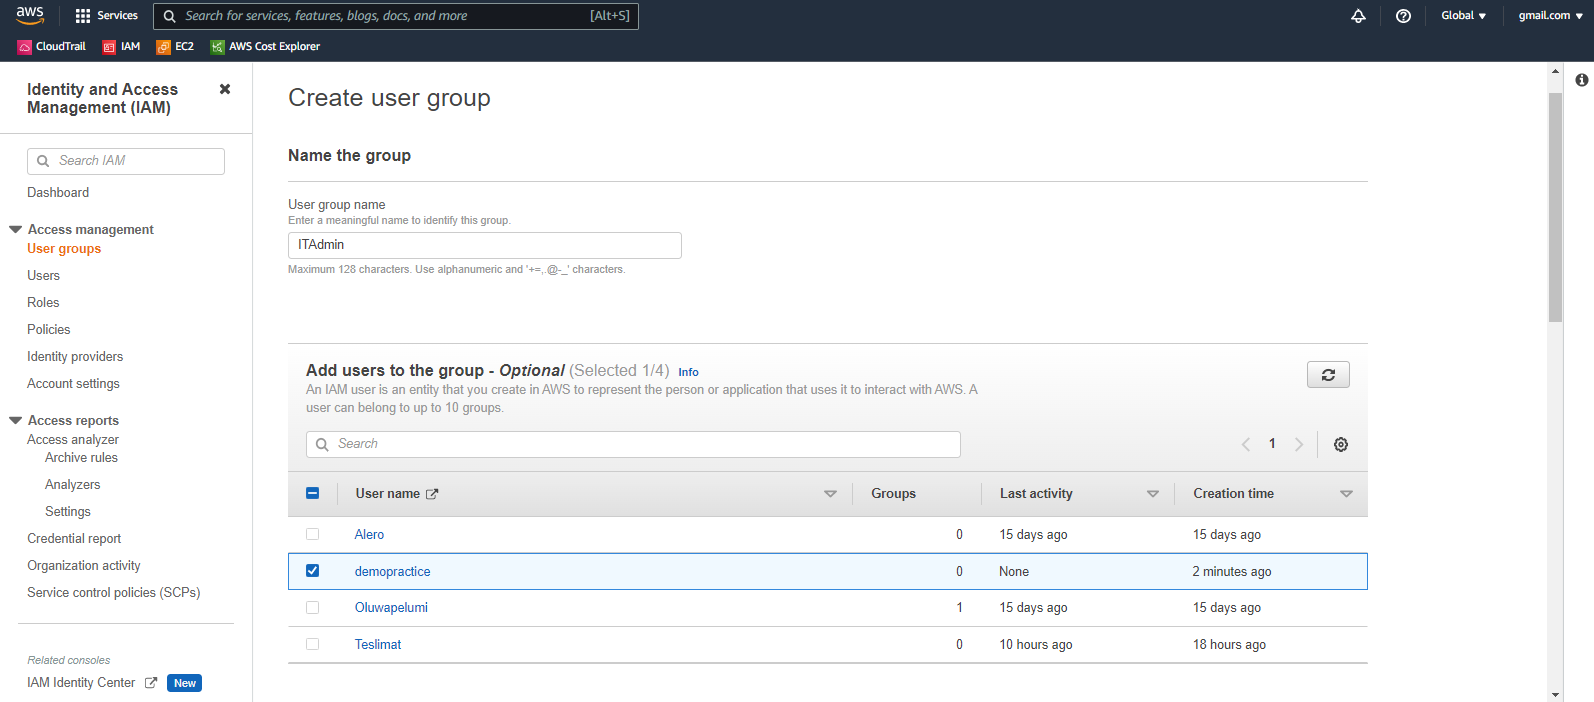 aws
Services
Search for services, features, blogs, docs, and more
[Alt+S]
Global
gmail.com
CloudTrail
IAM
EC2
AWS Cost Explorer
Identity and Access
Management (IAM)
Search IAM
Dashboard
Access management
User groups
Users
Roles
Policies
Identity providers
Account settings
Access reports
Access analyzer
Archive rules
Analyzers
Settings
Credential report
Organization activity
Service control policies (SCPs)
Related consoles
IAM Identity Center
New
Create user group
Name the group
User group name
Enter a meaningful name to identify this group.
ITAdmin
Maximum 128 characters. Use alphanumeric and '+=,.@-_' characters.
Add users to the group - Optional (Selected 1/4) Info
An IAM user is an entity that you create in AWS to represent the person or application that uses it to interact with AWS. A
user can belong to up to 10 groups.
Search
1
User name Groups Last activity Creation time
Alero 0 15 days ago 15 days ago
demopractice 0 None 2 minutes ago
Oluwapelumi 1 15 days ago 15 days ago
Teslimat 0 10 hours ago 18 hours ago